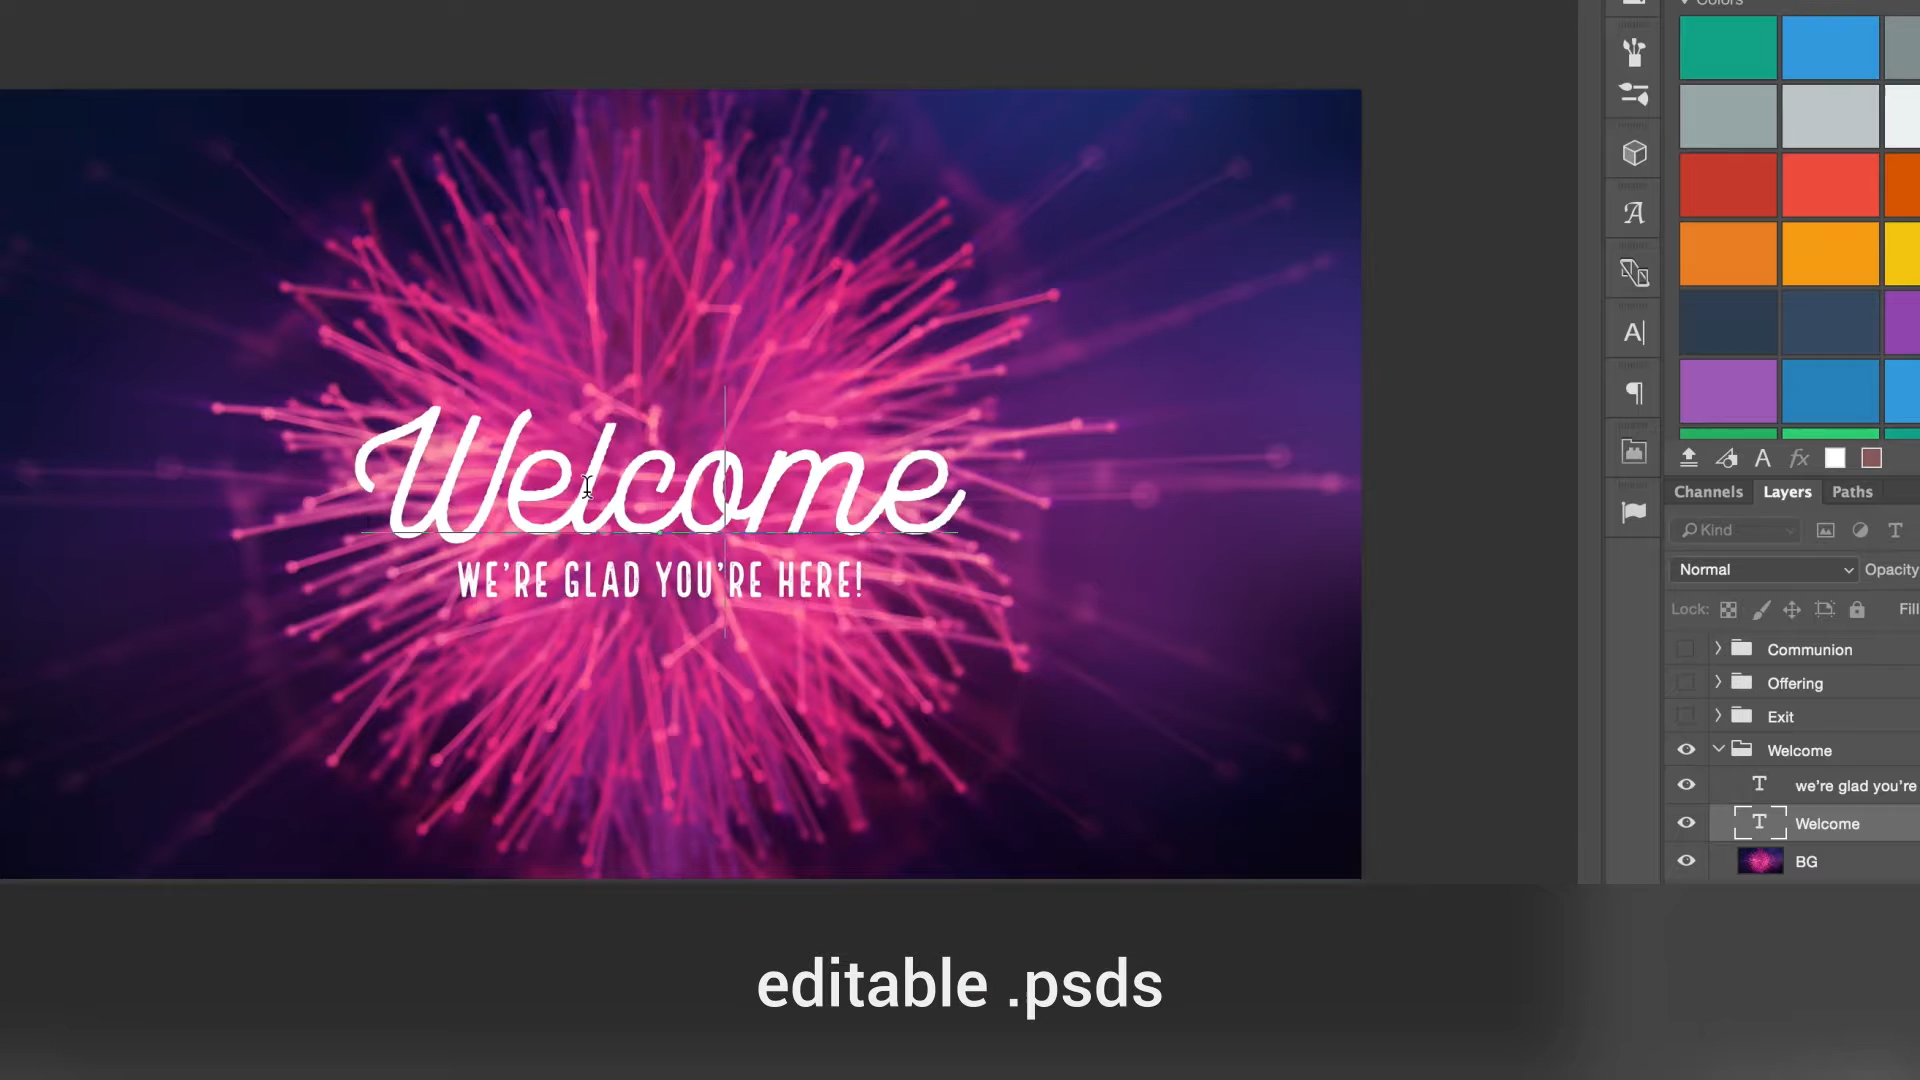 Colors
Welcome
WE'RE GLAD YOU'RE HERE!
A
A|
¶
A fx
Channels Layers Paths
Kind T
Normal Opacity
Lock: Fill
Communion
Offering
Exit
Welcome
T we're glad you're
T Welcome
BG
editable .psds